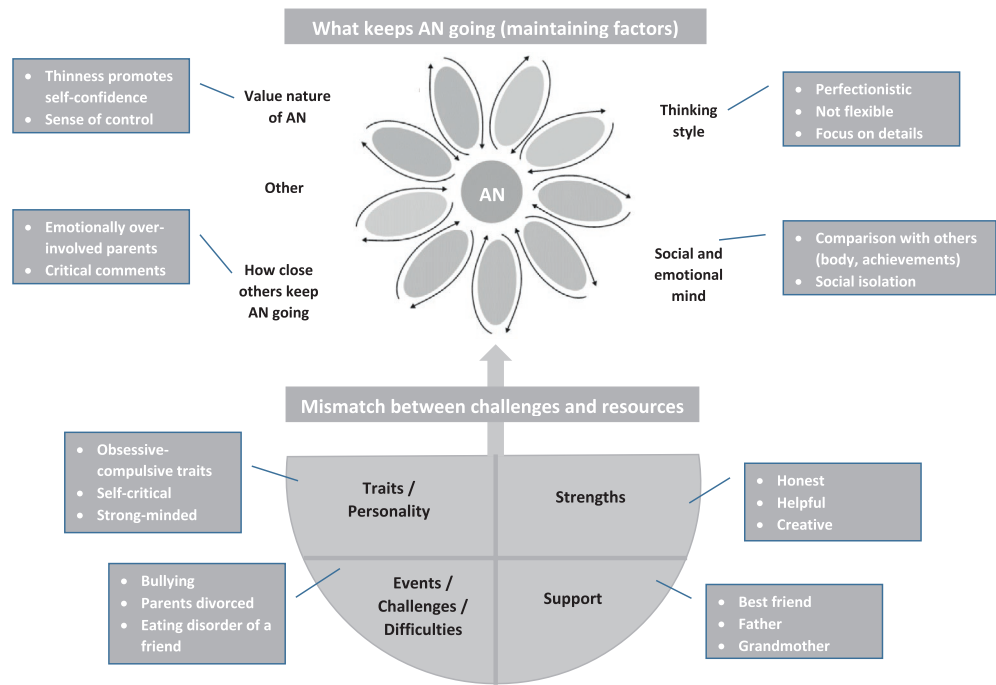 What keeps AN going (maintaining factors)
Thinness promotes
self-confidence
Sense of control
Value nature
of AN
Other
Emotionally over-
involved parents
Critical comments
How close
others keep
AN going
AN
Thinking
style
Perfectionistic
Not flexible
Focus on details
Social and
emotional
mind
Comparison with others
(body, achievements)
Social isolation
Mismatch between challenges and resources
Obsessive-
compulsive traits
Self-critical
Strong-minded
Traits /
Personality
Strengths
Honest
Helpful
Creative
Bullying
Parents divorced
Eating disorder of a
friend
Events /
Challenges /
Difficulties
Support
Best friend
Father
Grandmother